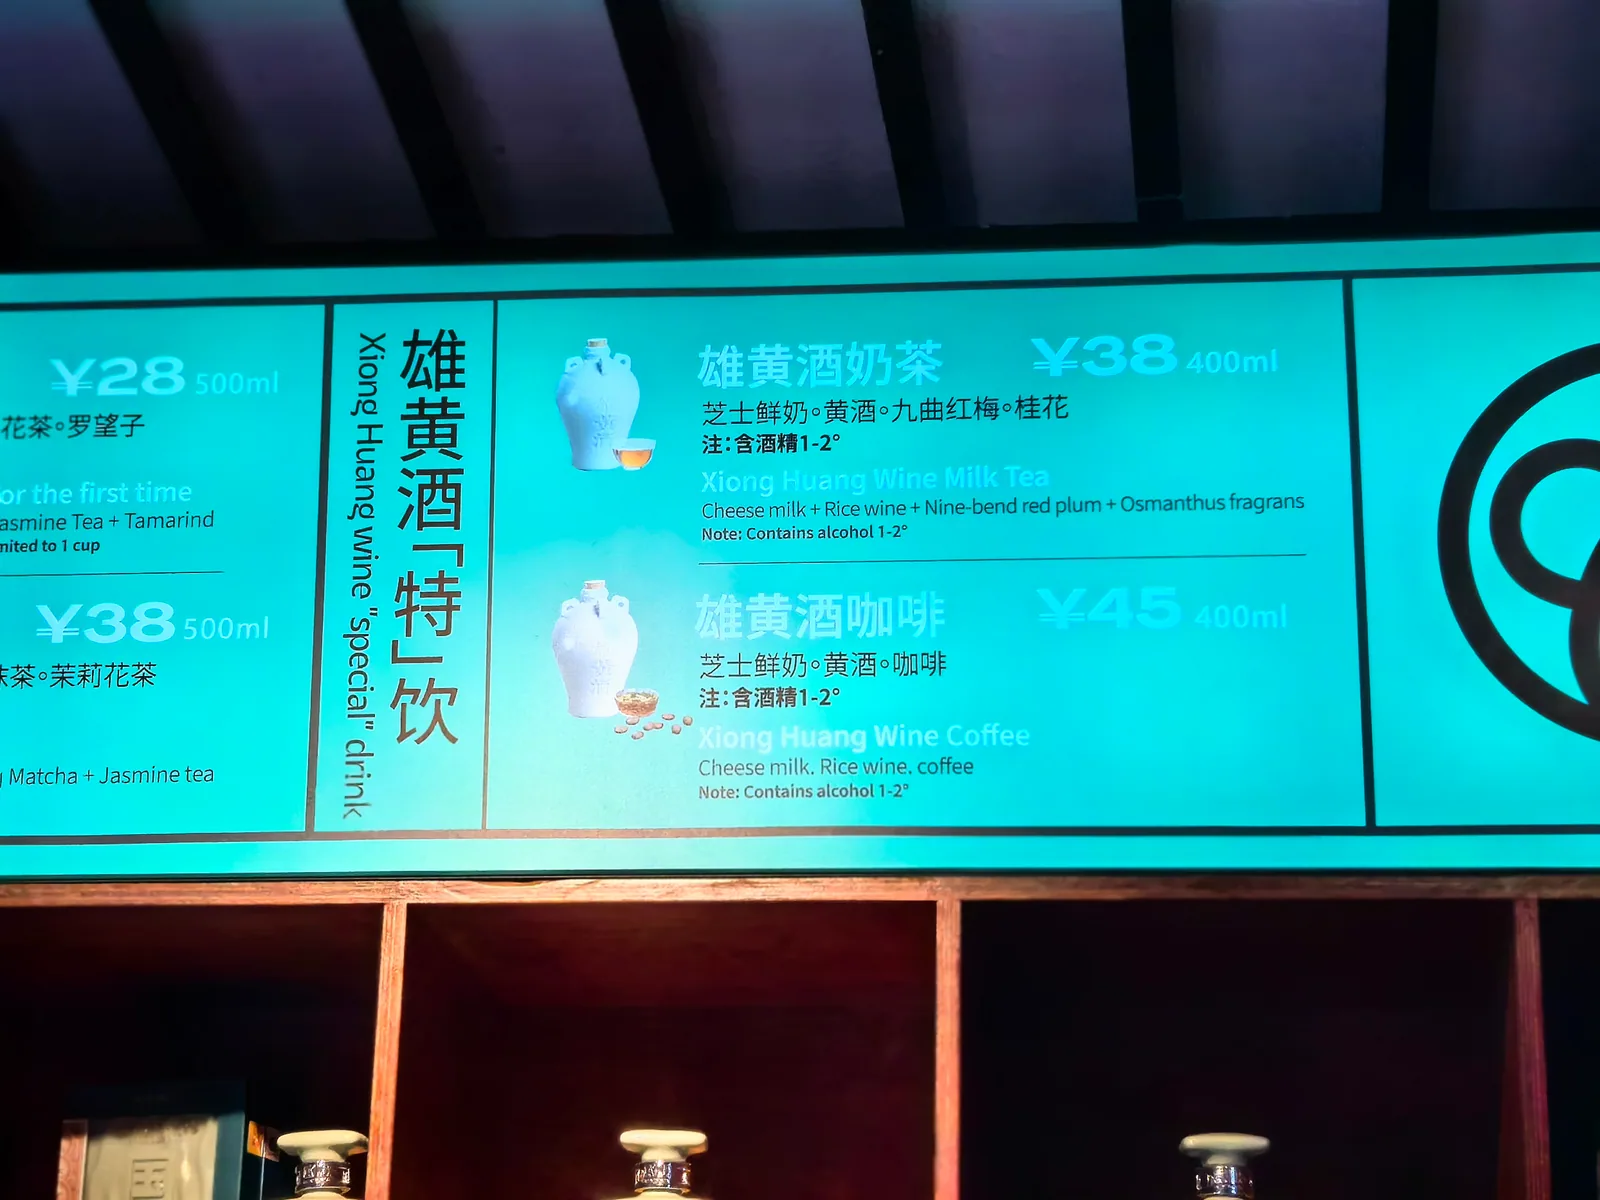 ¥28 500ml
花茶。罗望子
or the first time
asmine Tea + Tamarind
nited to 1 cup
¥38 500ml
抹茶。茉莉花茶
g Matcha + Jasmine tea
雄黄酒「特」饮
Xiong Huang wine "special" drink
雄黄酒奶茶 ¥38 400ml
芝士鲜奶。黄酒。九曲红梅。桂花
注：含酒精1-2°
Xiong Huang Wine Milk Tea
Cheese milk + Rice wine + Nine-bend red plum + Osmanthus fragrans
Note: Contains alcohol 1-2°
雄黄酒咖啡 ¥45 400ml
芝士鲜奶。黄酒。咖啡
注：含酒精1-2°
Xiong Huang Wine Coffee
Cheese milk. Rice wine. coffee
Note: Contains alcohol 1-2°